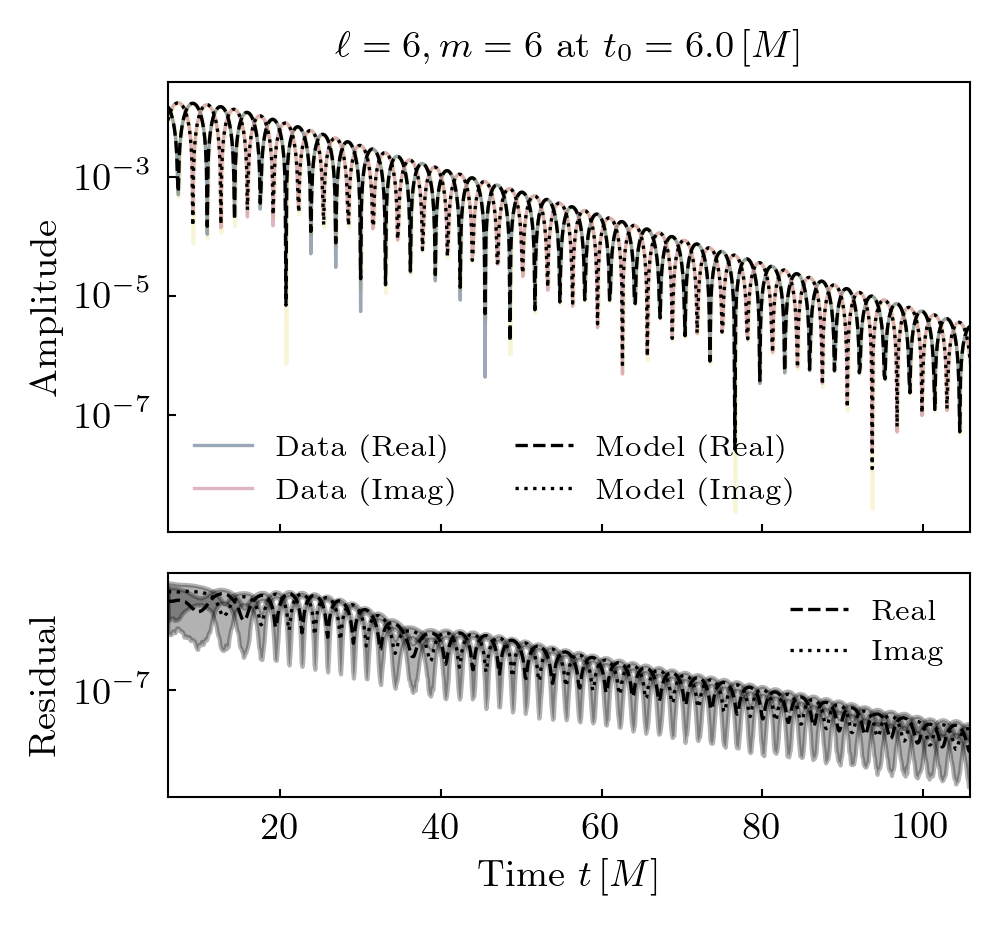 ℓ = 6, m = 6 at t₀ = 6.0 [M]
Amplitude
10⁻³
10⁻⁵
10⁻⁷
Data (Real)
Data (Imag)
Model (Real)
Model (Imag)
Residual
10⁻⁷
Real
Imag
20 40 60 80 100
Time t [M]